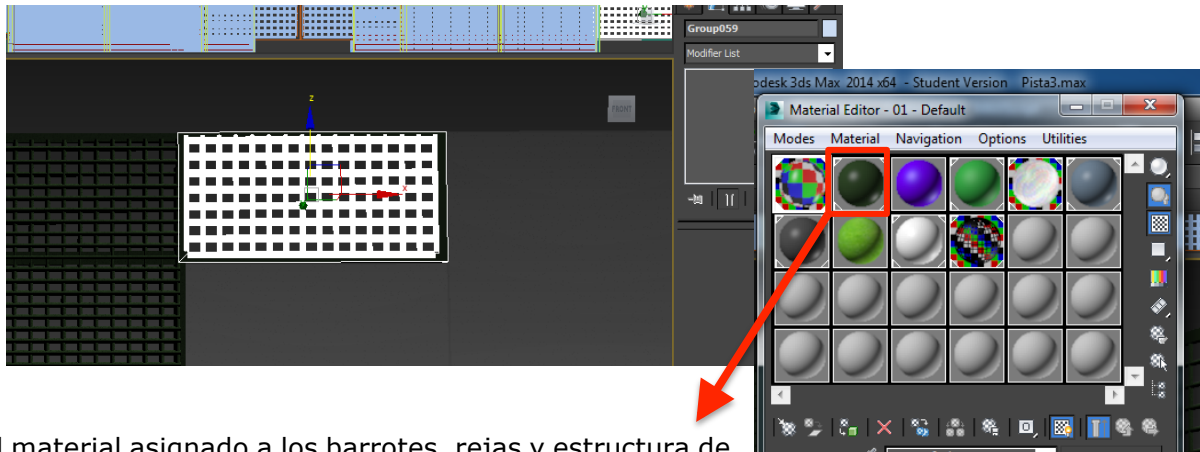 Group059
Modifier List
FRONT
odesk 3ds Max 2014 x64 - Student Version Pista3.max
Material Editor - 01 - Default
Modes Material Navigation Options Utilities
z
x
l material asignado a los barrotes, rejas y estructura de